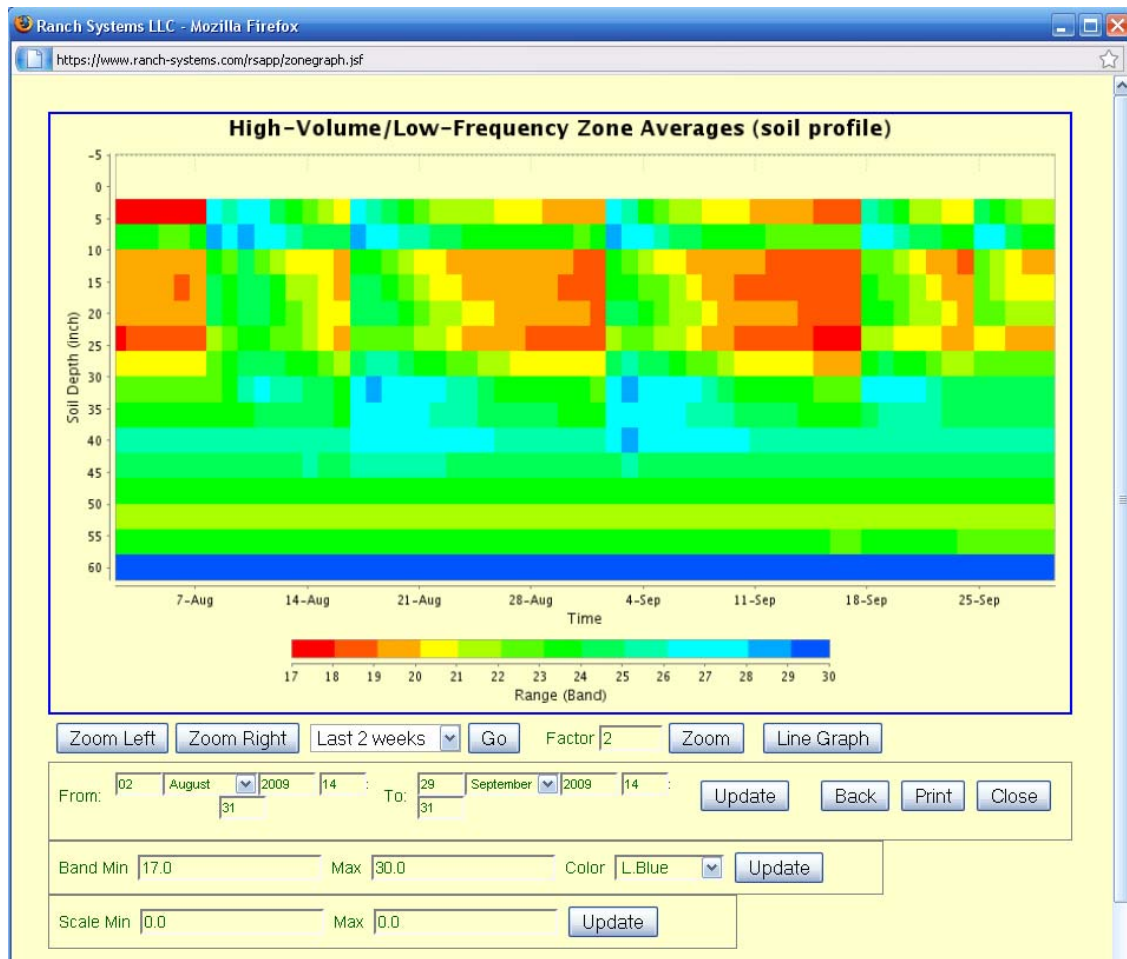 Ranch Systems LLC - Mozilla Firefox
https://www.ranch-systems.com/rsapp/zonegraph.jsf
High-Volume/Low-Frequency Zone Averages (soil profile)
-5
0
5
10
15
20
25
30
35
40
45
50
55
60
Soil Depth (inch)
7-Aug 14-Aug 21-Aug 28-Aug 4-Sep 11-Sep 18-Sep 25-Sep
Time
17 18 19 20 21 22 23 24 25 26 27 28 29 30
Range (Band)
Zoom Left Zoom Right Last 2 weeks Go Factor 2 Zoom Line Graph
From: 02 August 2009 14 : 31 To: 29 September 2009 14 : 31 Update Back Print Close
Band Min 17.0 Max 30.0 Color L.Blue Update
Scale Min 0.0 Max 0.0 Update